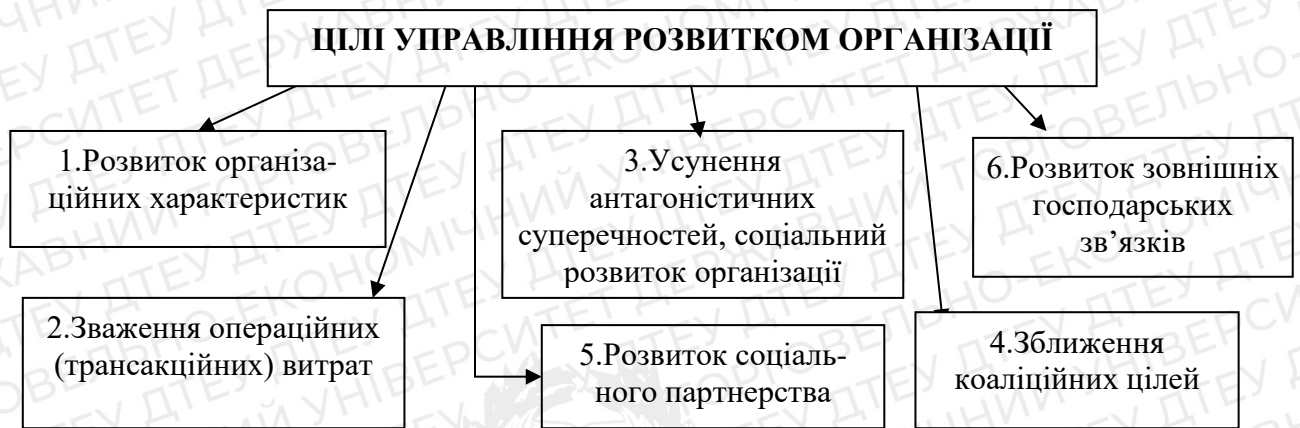 ЦІЛІ УПРАВЛІННЯ РОЗВИТКОМ ОРГАНІЗАЦІЇ
1.Розвиток організа-
ційних характеристик
2.Зваження операційних
(трансакційних) витрат
3.Усунення
антагоністичних
суперечностей, соціальний
розвиток організації
5.Розвиток соціаль-
ного партнерства
6.Розвиток зовнішніх
господарських
зв’язків
4.Зближення
коаліційних цілей